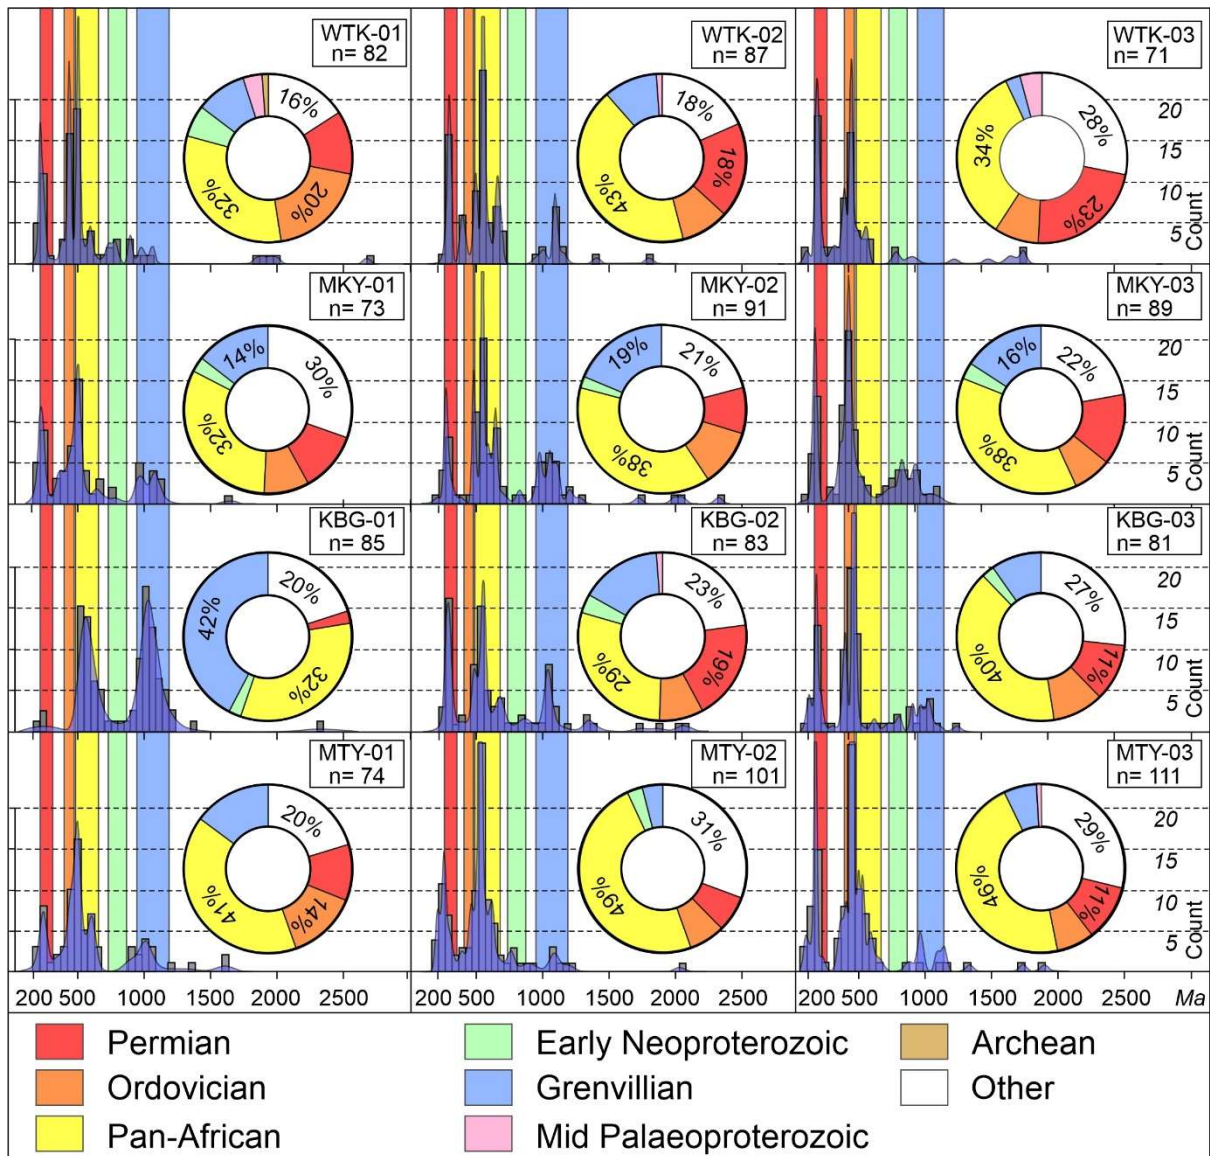 WTK-01
n= 82
16%
20%
32%
WTK-02
n= 87
18%
18%
43%
WTK-03
n= 71
28%
23%
34%
20
15
10
5
Count
MKY-01
n= 73
14%
30%
32%
MKY-02
n= 91
19%
21%
38%
MKY-03
n= 89
16%
22%
38%
20
15
10
5
Count
KBG-01
n= 85
20%
42%
32%
KBG-02
n= 83
23%
19%
29%
KBG-03
n= 81
27%
11%
40%
20
15
10
5
Count
MTY-01
n= 74
20%
14%
41%
MTY-02
n= 101
31%
49%
MTY-03
n= 111
29%
11%
46%
20
15
10
5
Count
200 500 1000 2000 2500 200 500 1000 2000 2500 200 500 1000 2000 2500 Ma
Permian Early Neoproterozoic Archean
Ordovician Grenvillian Other
Pan-African Mid Palaeoproterozoic
1500 2000 2500 1500 2000 2500 1500 2000 2500